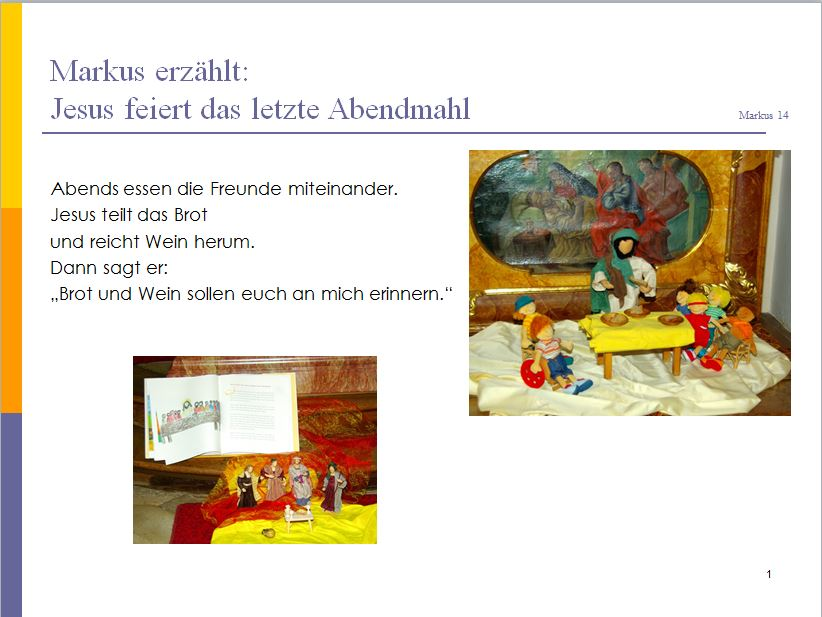 Markus erzählt:
Jesus feiert das letzte Abendmahl
Markus 14
Abends essen die Freunde miteinander.
Jesus teilt das Brot
und reicht Wein herum.
Dann sagt er:
„Brot und Wein sollen euch an mich erinnern.“
1